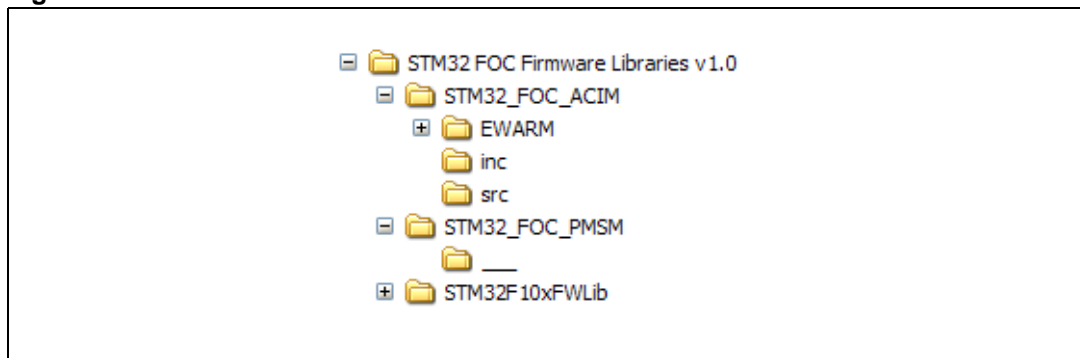 STM32 FOC Firmware Libraries v1.0
STM32_FOC_ACIM
EWARM
inc
src
STM32_FOC_PMSM
___
STM32F10xFWLib